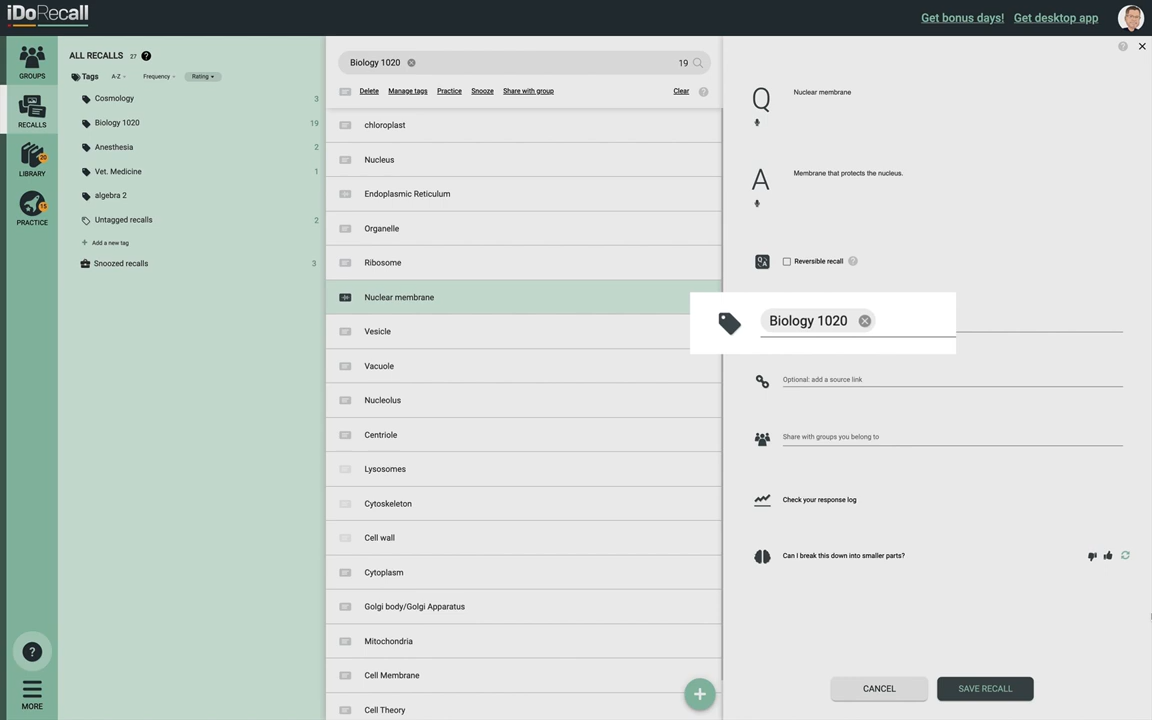 iDoRecall
Get bonus days! Get desktop app
GROUPS
RECALLS
20
LIBRARY
15
PRACTICE
?
MORE
ALL RECALLS 27 ?
Tags A-Z Frequency Rating
Cosmology 3
Biology 1020 19
Anesthesia 2
Vet. Medicine 1
algebra 2
Untagged recalls 2
+ Add a new tag
Snoozed recalls 3
Biology 1020 19
Delete Manage tags Practice Snooze Share with group Clear ?
chloroplast
Nucleus
Endoplasmic Reticulum
Organelle
Ribosome
Nuclear membrane
Vesicle
Vacuole
Nucleolus
Centriole
Lysosomes
Cytoskeleton
Cell wall
Cytoplasm
Golgi body/Golgi Apparatus
Mitochondria
Cell Membrane
Cell Theory
+
?
Q Nuclear membrane
A Membrane that protects the nucleus.
Q A Reversible recall ?
Biology 1020
Optional: add a source link
Share with groups you belong to
Check your response log
Can I break this down into smaller parts?
CANCEL SAVE RECALL